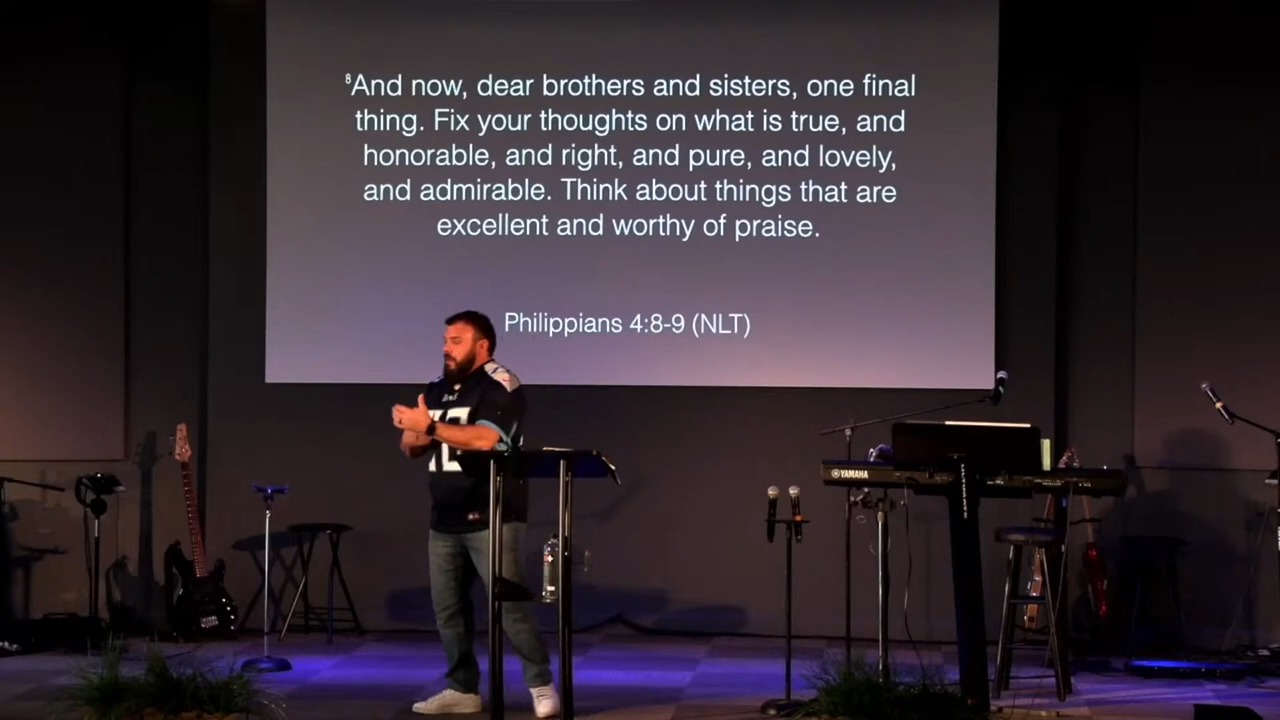 ⁸And now, dear brothers and sisters, one final
thing. Fix your thoughts on what is true, and
honorable, and right, and pure, and lovely,
and admirable. Think about things that are
excellent and worthy of praise.
Philippians 4:8-9 (NLT)
YAMAHA